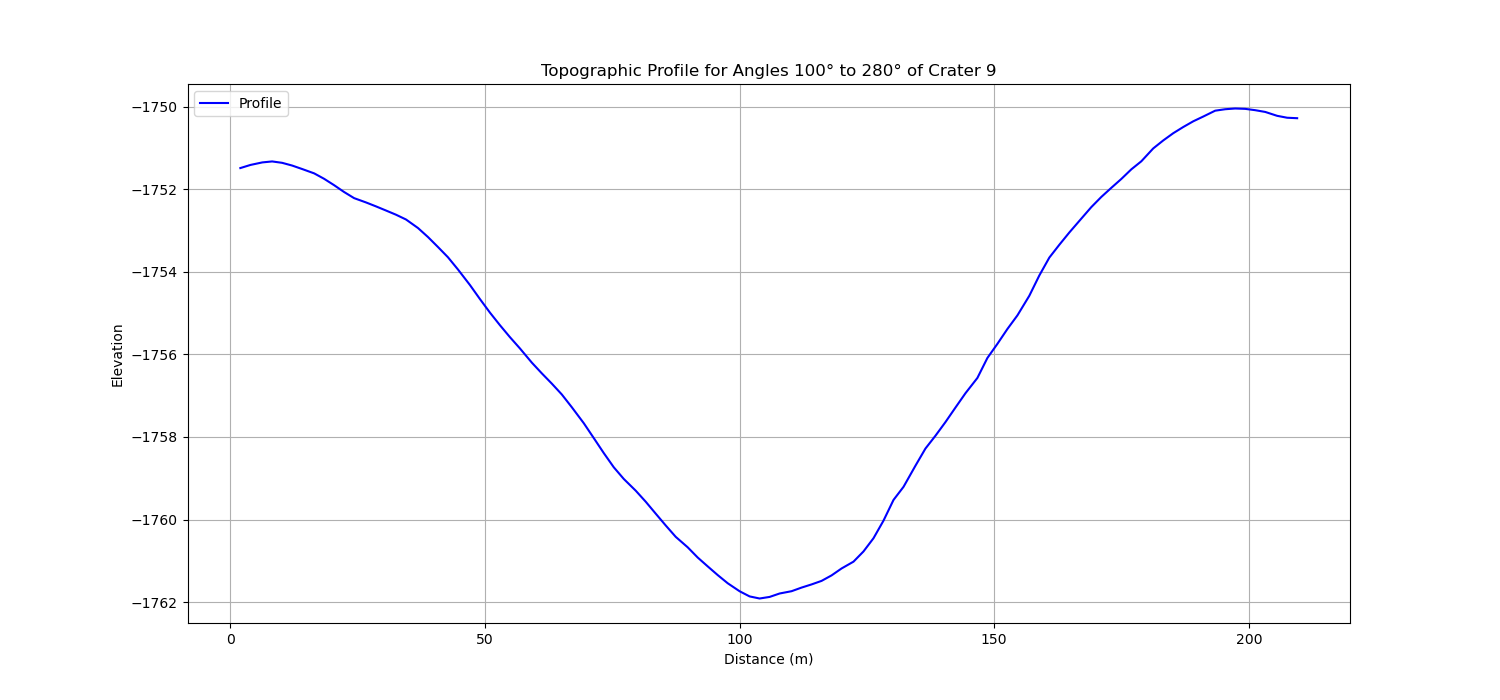 Topographic Profile for Angles 100° to 280° of Crater 9
Profile
−1750
−1752
−1754
−1756
−1758
−1760
−1762
Elevation
0 50 100 150 200
Distance (m)